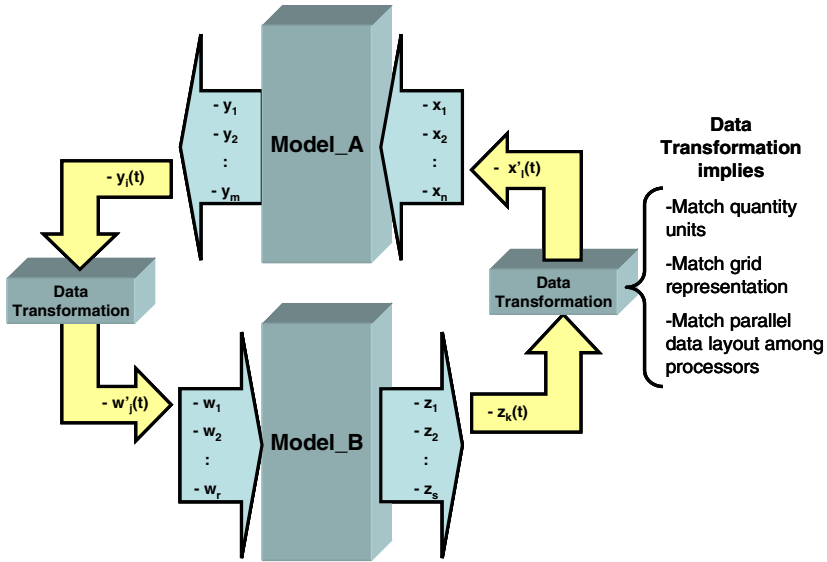 - y1
- y2
:
- ym
Model_A
- x1
- x2
:
- xn
- yi(t)
- x'l(t)
Data
Transformation
implies
-Match quantity
units
-Match grid
representation
-Match parallel
data layout among
processors
Data
Transformation
Data
Transformation
- w'j(t)
- w1
- w2
:
- wr
Model_B
- z1
- z2
:
- zs
- zk(t)